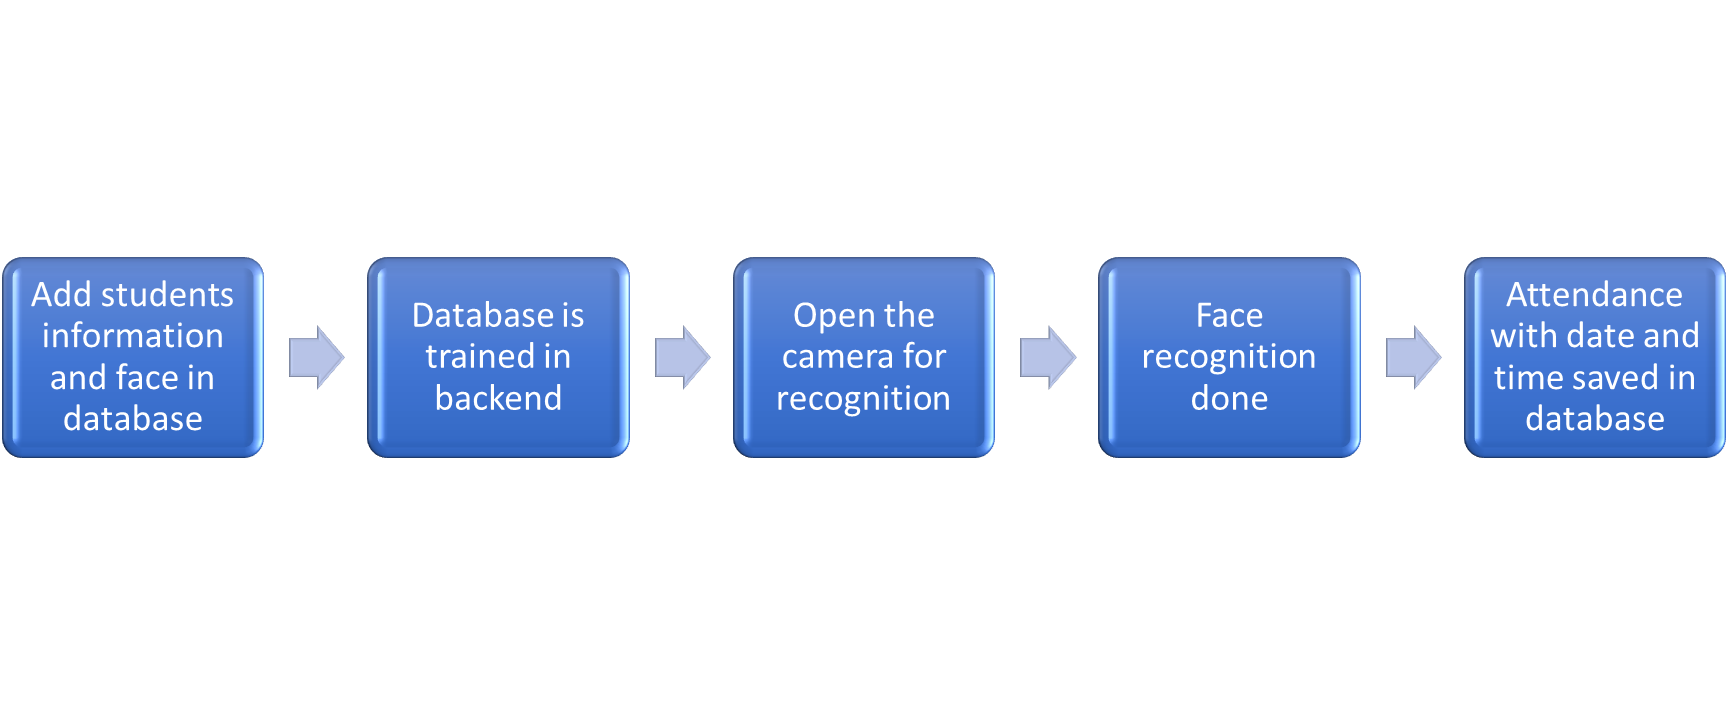 Add students
information
and face in
database
Database is
trained in
backend
Open the
camera for
recognition
Face
recognition
done
Attendance
with date and
time saved in
database